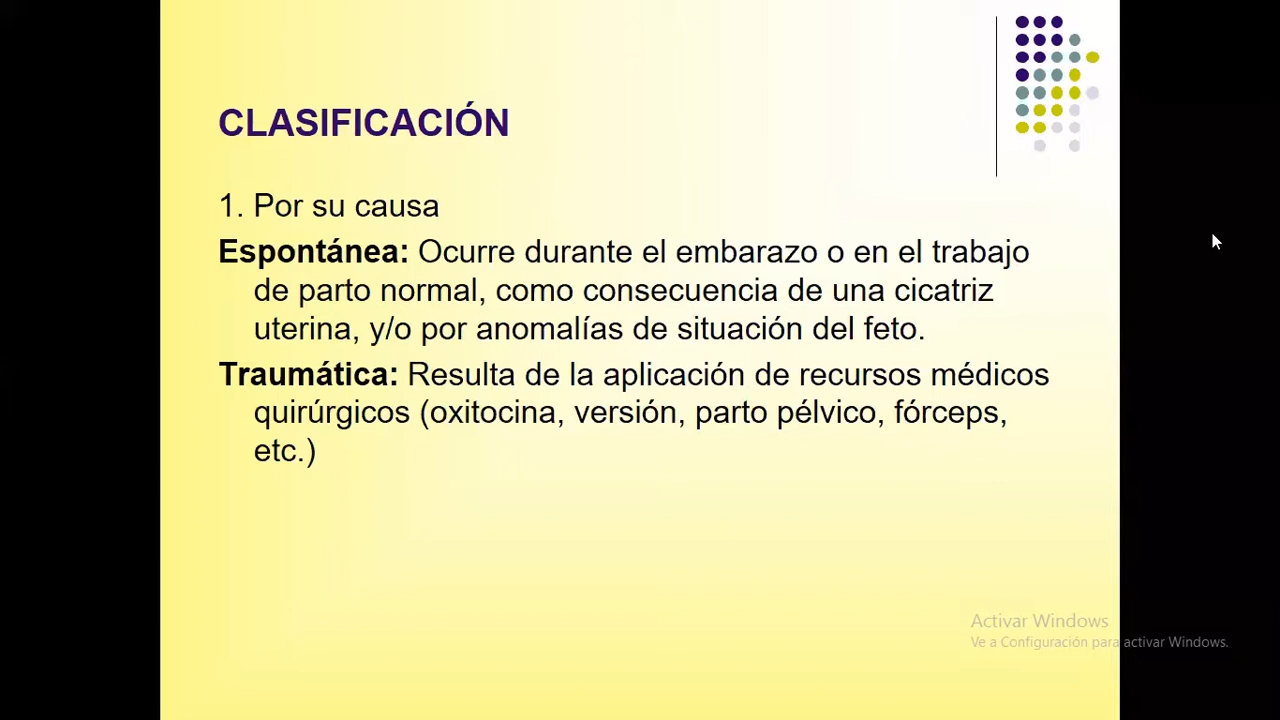 CLASIFICACIÓN
1. Por su causa
Espontánea: Ocurre durante el embarazo o en el trabajo
de parto normal, como consecuencia de una cicatriz
uterina, y/o por anomalías de situación del feto.
Traumática: Resulta de la aplicación de recursos médicos
quirúrgicos (oxitocina, versión, parto pélvico, fórceps,
etc.)
Activar Windows
Ve a Configuración para activar Windows.